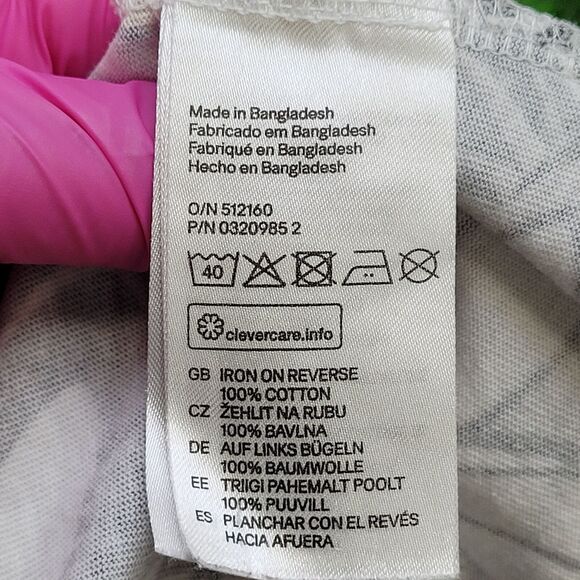 Made in Bangladesh
Fabricado em Bangladesh
Fabriqué en Bangladesh
Hecho en Bangladesh
O/N 512160
P/N 0320985 2
40
clevercare.info
GB IRON ON REVERSE
100% COTTON
CZ ŽEHLIT NA RUBU
100% BAVLNA
DE AUF LINKS BÜGELN
100% BAUMWOLLE
EE TRIIGI PAHEMALT POOLT
100% PUUVILL
ES PLANCHAR CON EL REVÉS
HACIA AFUERA